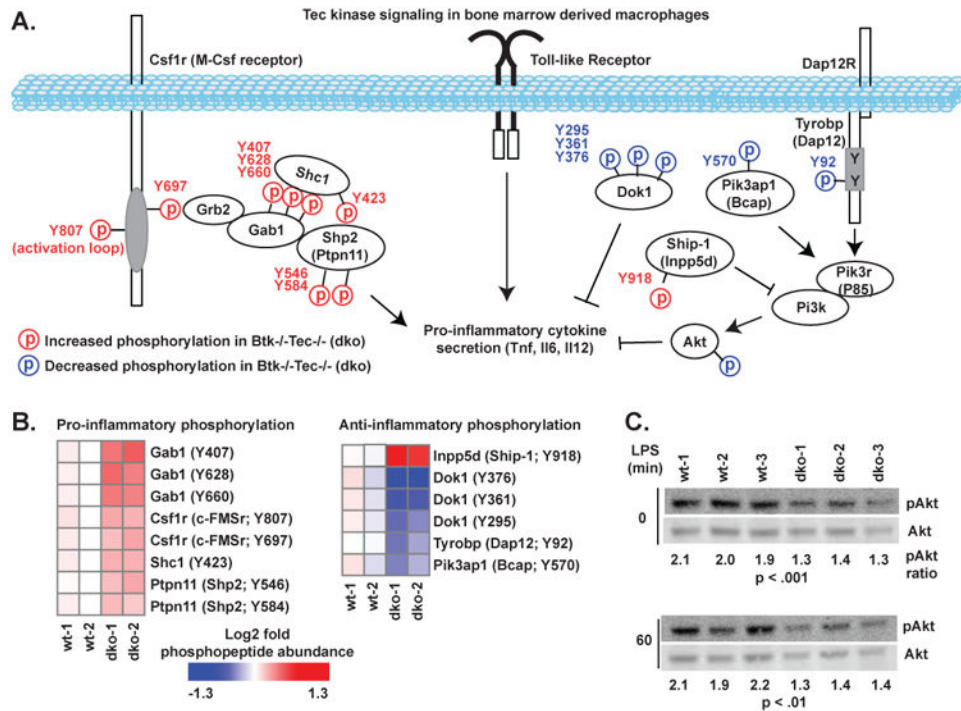 A.
Tec kinase signaling in bone marrow derived macrophages
Csf1r (M-Csf receptor)
Toll-like Receptor
Dap12R
Tyrobp
(Dap12)
Y295
Y361
Y376
Y570
Y92
Y
Y
p
p
p
p
p
Dok1
Pik3ap1
(Bcap)
Y407
Y628
Y660
Shc1
Y423
Y697
p
p
p
p
p
Grb2
Gab1
Y807
p
(activation loop)
Shp2
(Ptpn11)
Y546
Y584
p
p
Ship-1
(Inpp5d)
Y918
p
Pik3r
(P85)
Pi3k
Pro-inflammatory cytokine
secretion (Tnf, Il6, Il12)
Akt
p
p Increased phosphorylation in Btk-/-Tec-/- (dko)
p Decreased phosphorylation in Btk-/-Tec-/- (dko)
B.
Pro-inflammatory phosphorylation
Gab1 (Y407)
Gab1 (Y628)
Gab1 (Y660)
Csf1r (c-FMSr; Y807)
Csf1r (c-FMSr; Y697)
Shc1 (Y423)
Ptpn11 (Shp2; Y546)
Ptpn11 (Shp2; Y584)
wt-1
wt-2
dko-1
dko-2
Anti-inflammatory phosphorylation
Inpp5d (Ship-1; Y918)
Dok1 (Y376)
Dok1 (Y361)
Dok1 (Y295)
Tyrobp (Dap12; Y92)
Pik3ap1 (Bcap; Y570)
wt-1
wt-2
dko-1
dko-2
Log2 fold
phosphopeptide abundance
-1.3 1.3
C.
LPS
(min)
wt-1
wt-2
wt-3
dko-1
dko-2
dko-3
0
pAkt
Akt
2.1 2.0 1.9 1.3 1.4 1.3
pAkt
ratio
p < .001
60
pAkt
Akt
2.1 1.9 2.2 1.3 1.4 1.4
p < .01